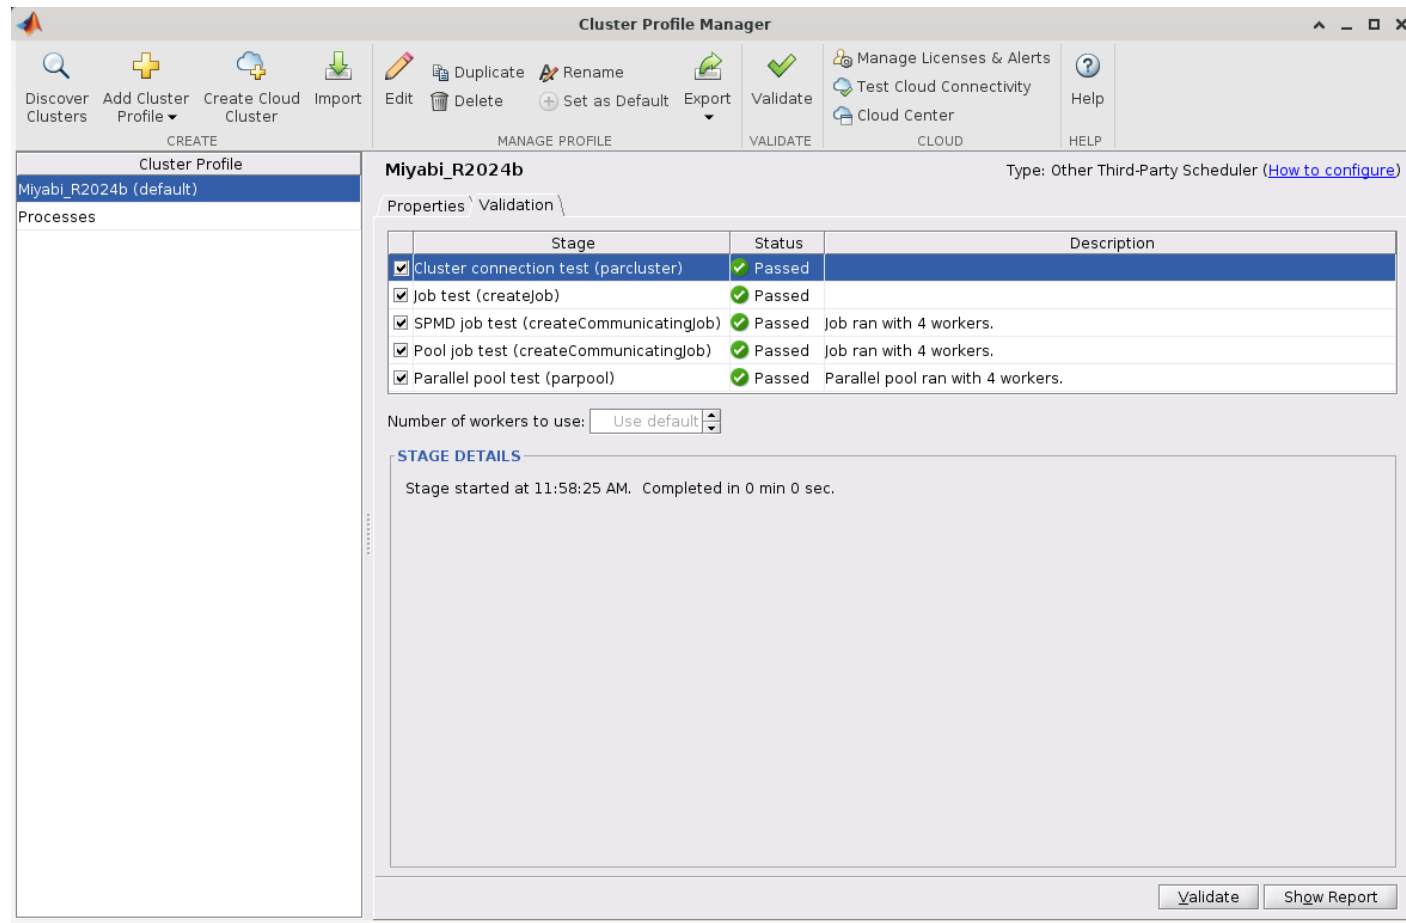 Cluster Profile Manager
Discover Clusters
Add Cluster Profile
Create Cloud Cluster
Import
CREATE
Edit
Duplicate
Delete
Rename
Set as Default
Export
MANAGE PROFILE
Validate
VALIDATE
Manage Licenses & Alerts
Test Cloud Connectivity
Cloud Center
CLOUD
Help
HELP
Cluster Profile
Miyabi_R2024b (default)
Processes
Miyabi_R2024b
Type: Other Third-Party Scheduler (How to configure)
Properties Validation
Stage Status Description
Cluster connection test (parcluster) Passed
Job test (createJob) Passed
SPMD job test (createCommunicatingJob) Passed Job ran with 4 workers.
Pool job test (createCommunicatingJob) Passed Job ran with 4 workers.
Parallel pool test (parpool) Passed Parallel pool ran with 4 workers.
Number of workers to use: Use default
STAGE DETAILS
Stage started at 11:58:25 AM. Completed in 0 min 0 sec.
Validate Show Report